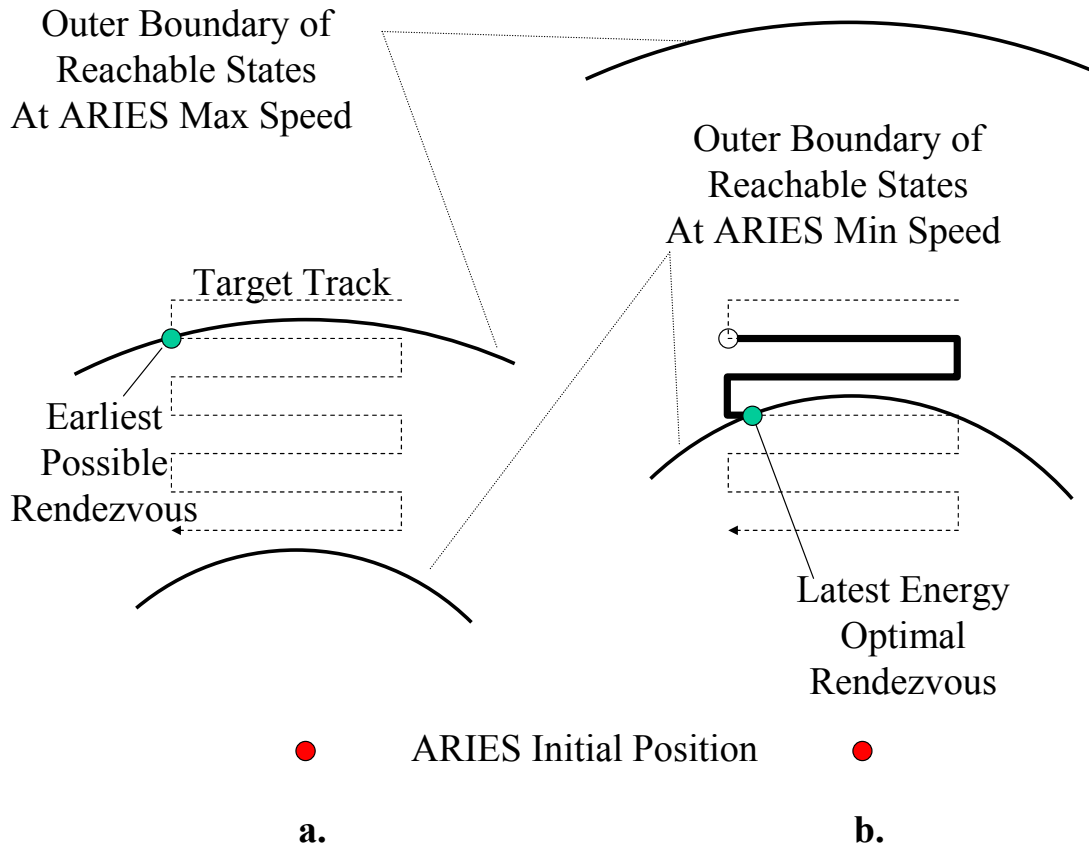 Outer Boundary of
Reachable States
At ARIES Max Speed
Outer Boundary of
Reachable States
At ARIES Min Speed
Target Track
Earliest
Possible
Rendezvous
Latest Energy
Optimal
Rendezvous
ARIES Initial Position
a.
b.